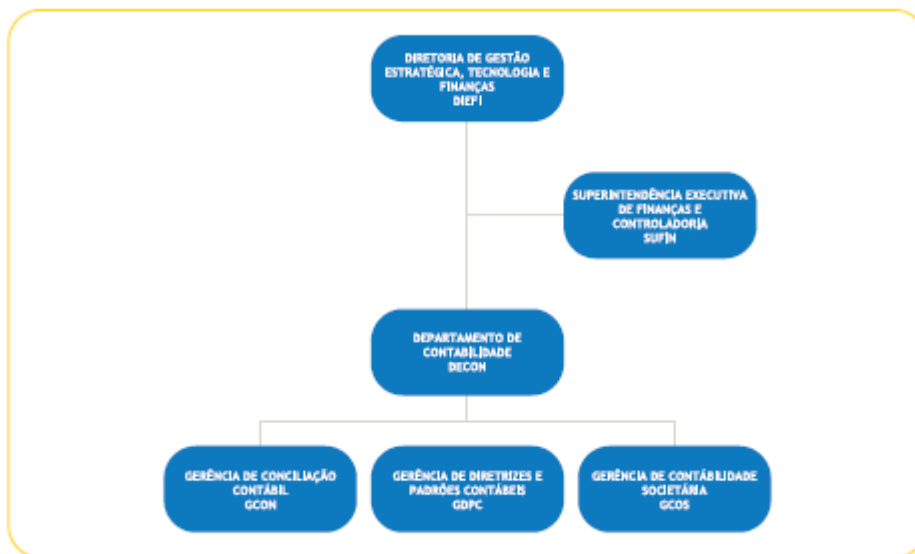 DIRETORIA DE GESTÃO
ESTRATÉGICA, TECNOLOGIA E
FINANÇAS
DIEFI
SUPERINTENDÊNCIA EXECUTIVA
DE FINANÇAS E
CONTROLADORIA
SUFIN
DEPARTAMENTO DE
CONTABILIDADE
DECON
GERÊNCIA DE CONCILIAÇÃO
CONTÁBIL
GCON
GERÊNCIA DE DIRETRIZES E
PADRÕES CONTÁBEIS
GDPC
GERÊNCIA DE CONTÁBILIDADE
SOCIETÁRIA
GCOS